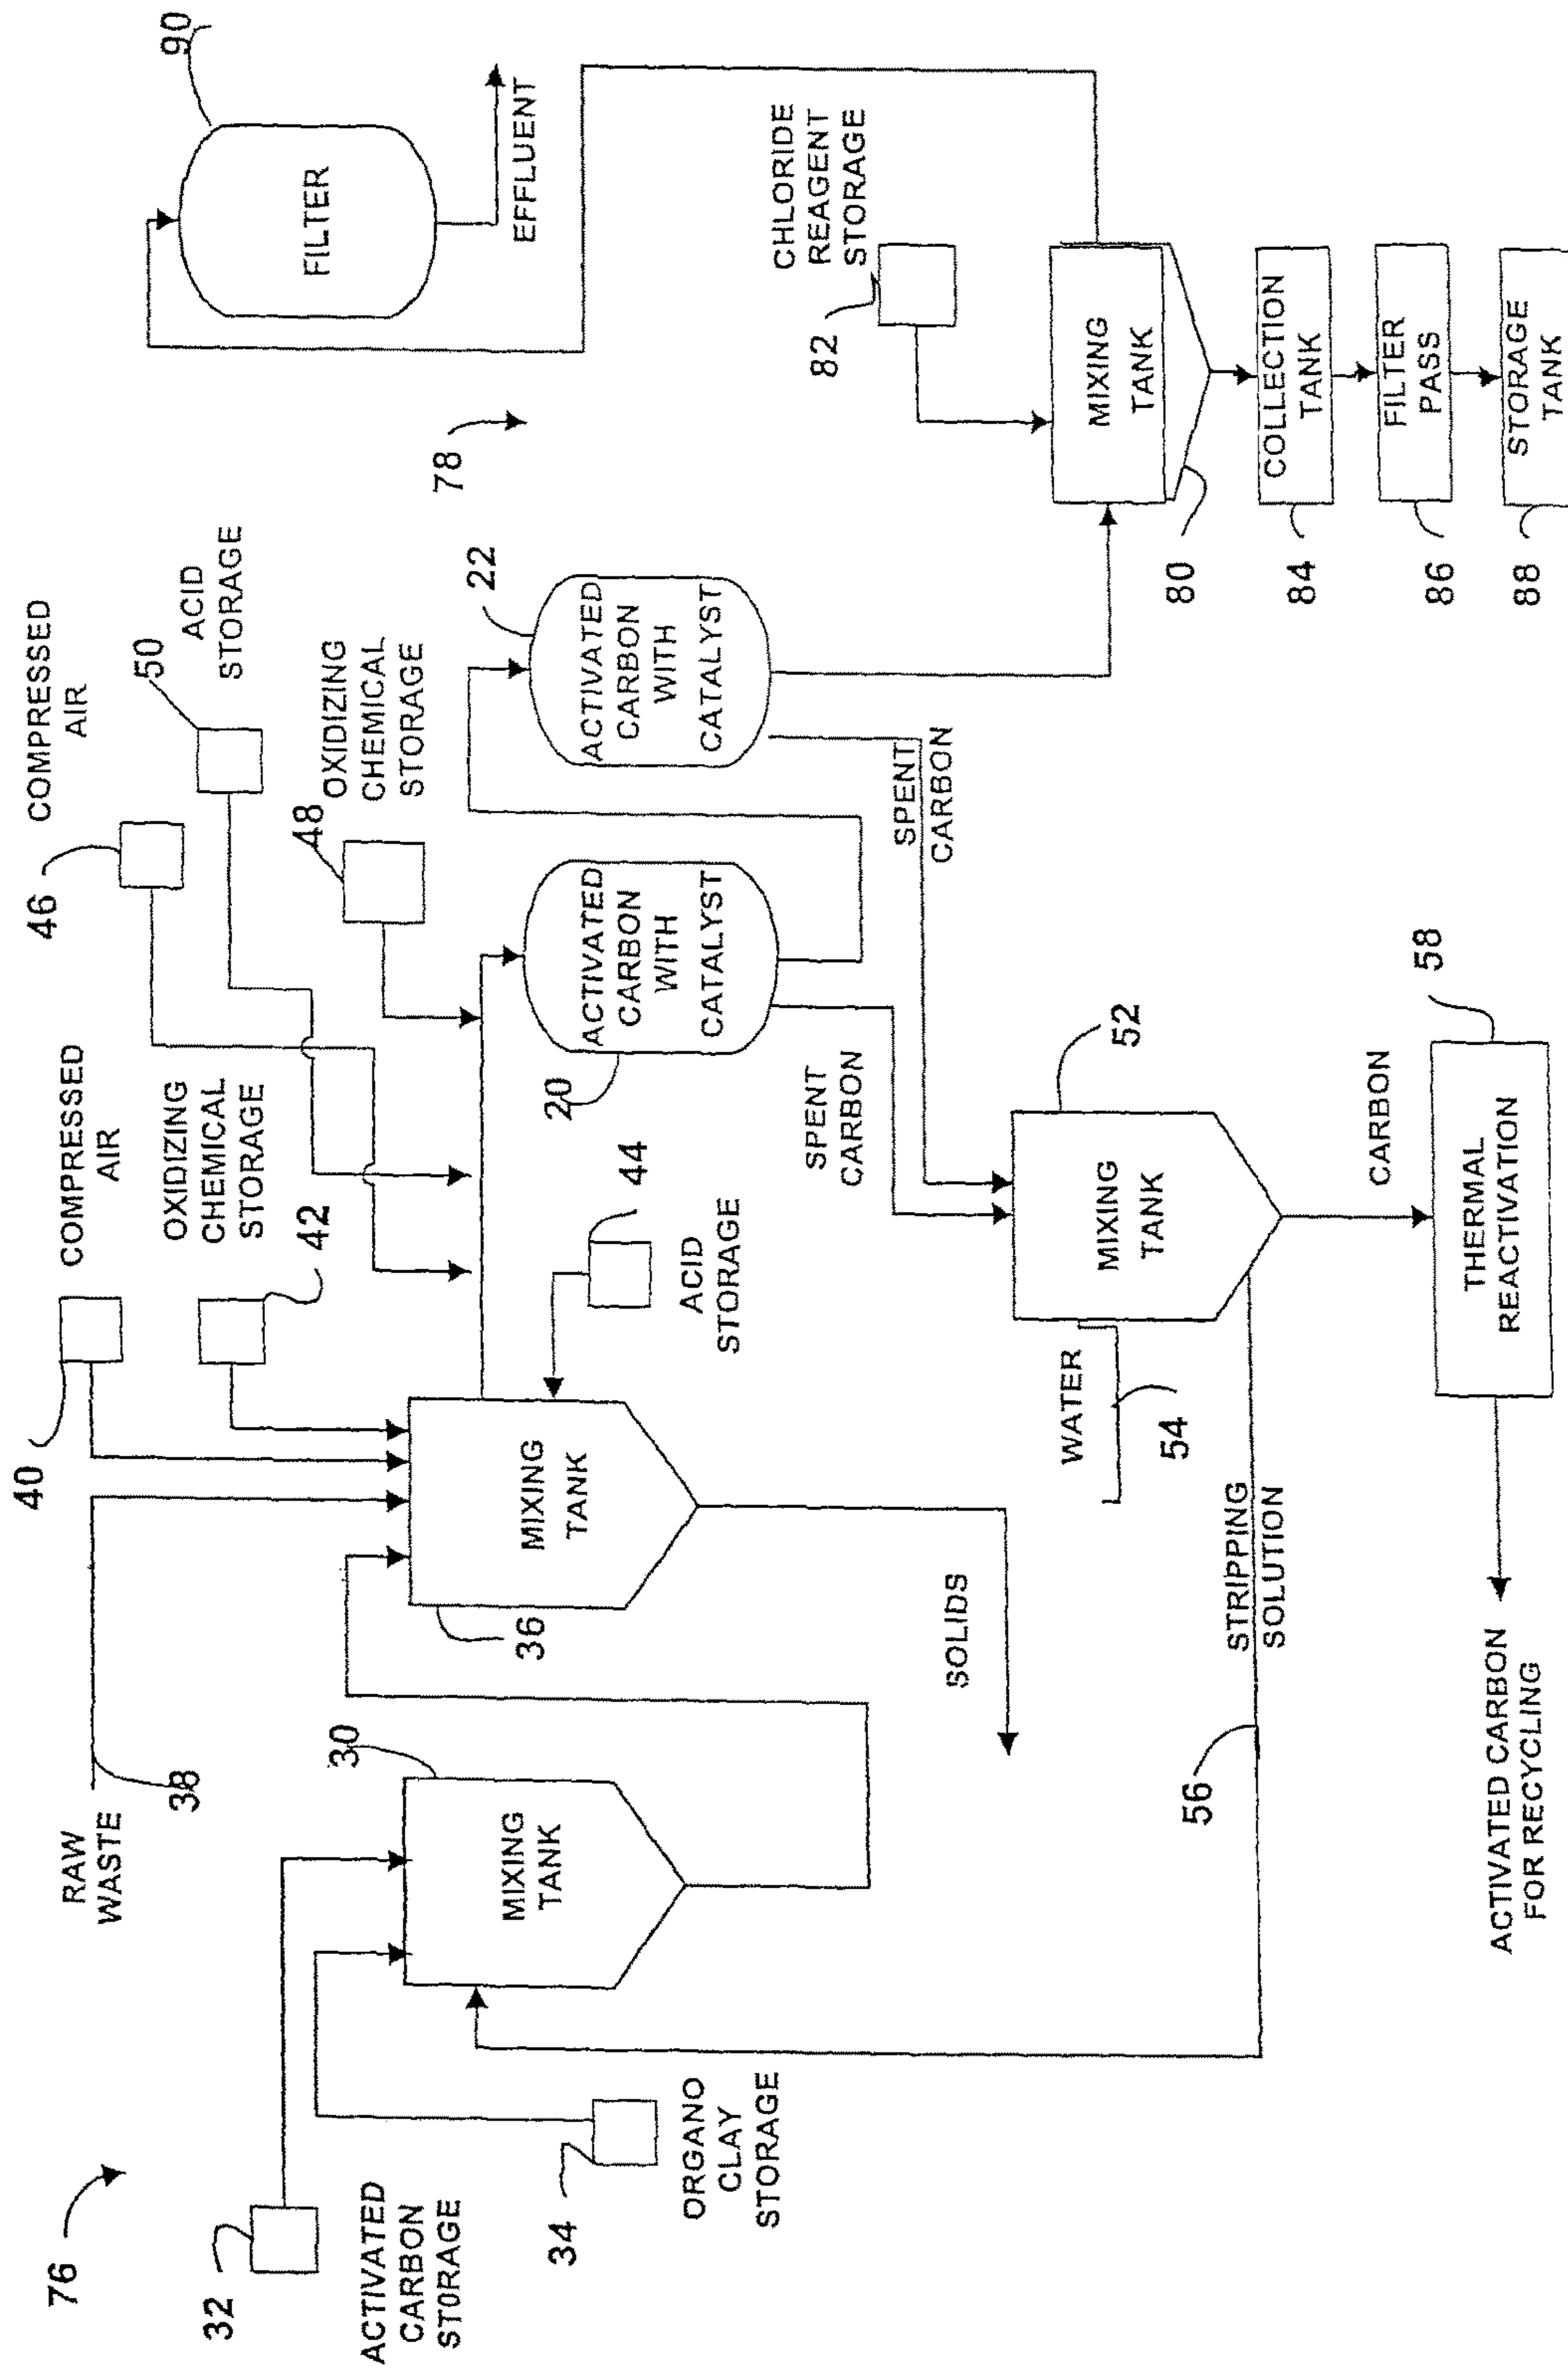 76
32
ACTIVATED
CARBON
STORAGE
34
ORGANO
CLAY
STORAGE
RAW
WASTE
38
30
MIXING
TANK
40
COMPRESSED
AIR
OXIDIZING
CHEMICAL
STORAGE
42
36
MIXING
TANK
44
ACID
STORAGE
SOLIDS
46
COMPRESSED
AIR
50
ACID
STORAGE
48
OXIDIZING
CHEMICAL
STORAGE
20
ACTIVATED
CARBON
WITH
CATALYST
22
ACTIVATED
CARBON
WITH
CATALYST
SPENT
CARBON
SPENT
CARBON
52
MIXING
TANK
WATER
54
STRIPPING
SOLUTION
56
CARBON
58
THERMAL
REACTIVATION
ACTIVATED CARBON
FOR RECYCLING
78
90
FILTER
EFFLUENT
CHLORIDE
REAGENT
STORAGE
82
MIXING
TANK
80
COLLECTION
TANK
84
FILTER
PASS
86
STORAGE
TANK
88